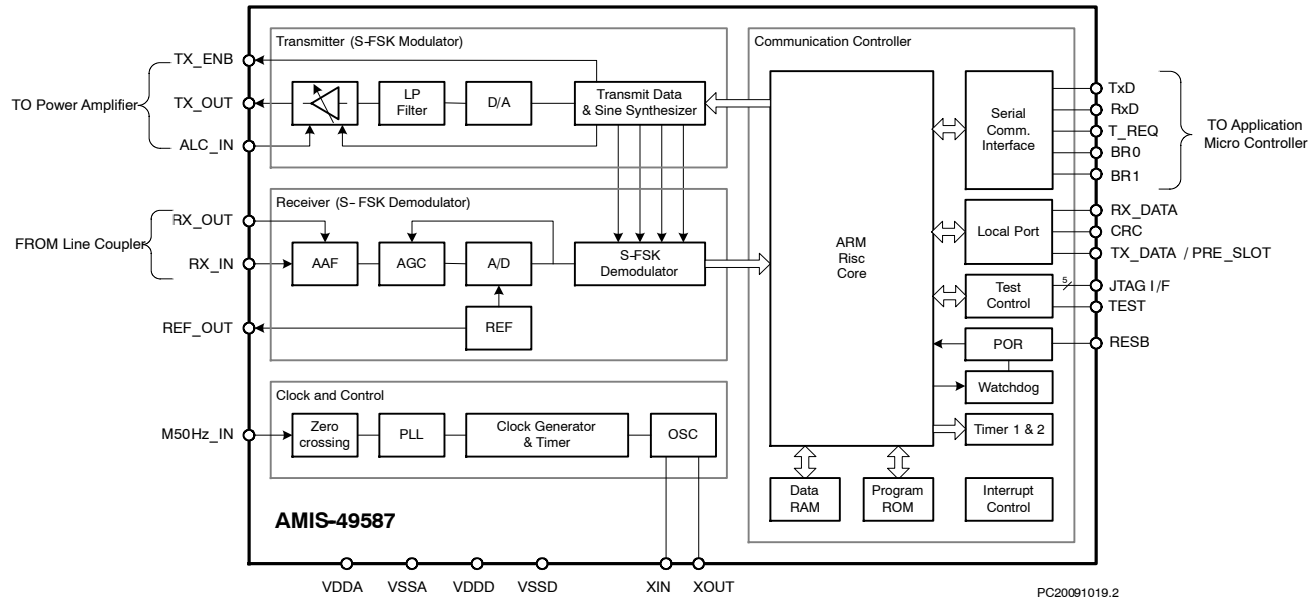 Transmitter (S-FSK Modulator)
TX_ENB
TO Power Amplifier
TX_OUT
ALC_IN
LP
Filter
D/A
Transmit Data
& Sine Synthesizer
Receiver (S-FSK Demodulator)
RX_OUT
FROM Line Coupler
RX_IN
REF_OUT
AAF
AGC
A/D
S-FSK
Demodulator
REF
Clock and Control
M50Hz_IN
Zero
crossing
PLL
Clock Generator
& Timer
OSC
AMIS-49587
VDDA
VSSA
VDDD
VSSD
XIN
XOUT
Communication Controller
ARM
Risc
Core
Serial
Comm.
Interface
Local Port
Test
Control
POR
Watchdog
Timer 1 & 2
Data
RAM
Program
ROM
Interrupt
Control
TxD
RxD
T_REQ
BR0
BR1
TO Application
Micro Controller
RX_DATA
CRC
TX_DATA / PRE_SLOT
5
JTAG I/F
TEST
RESB
PC20091019.2